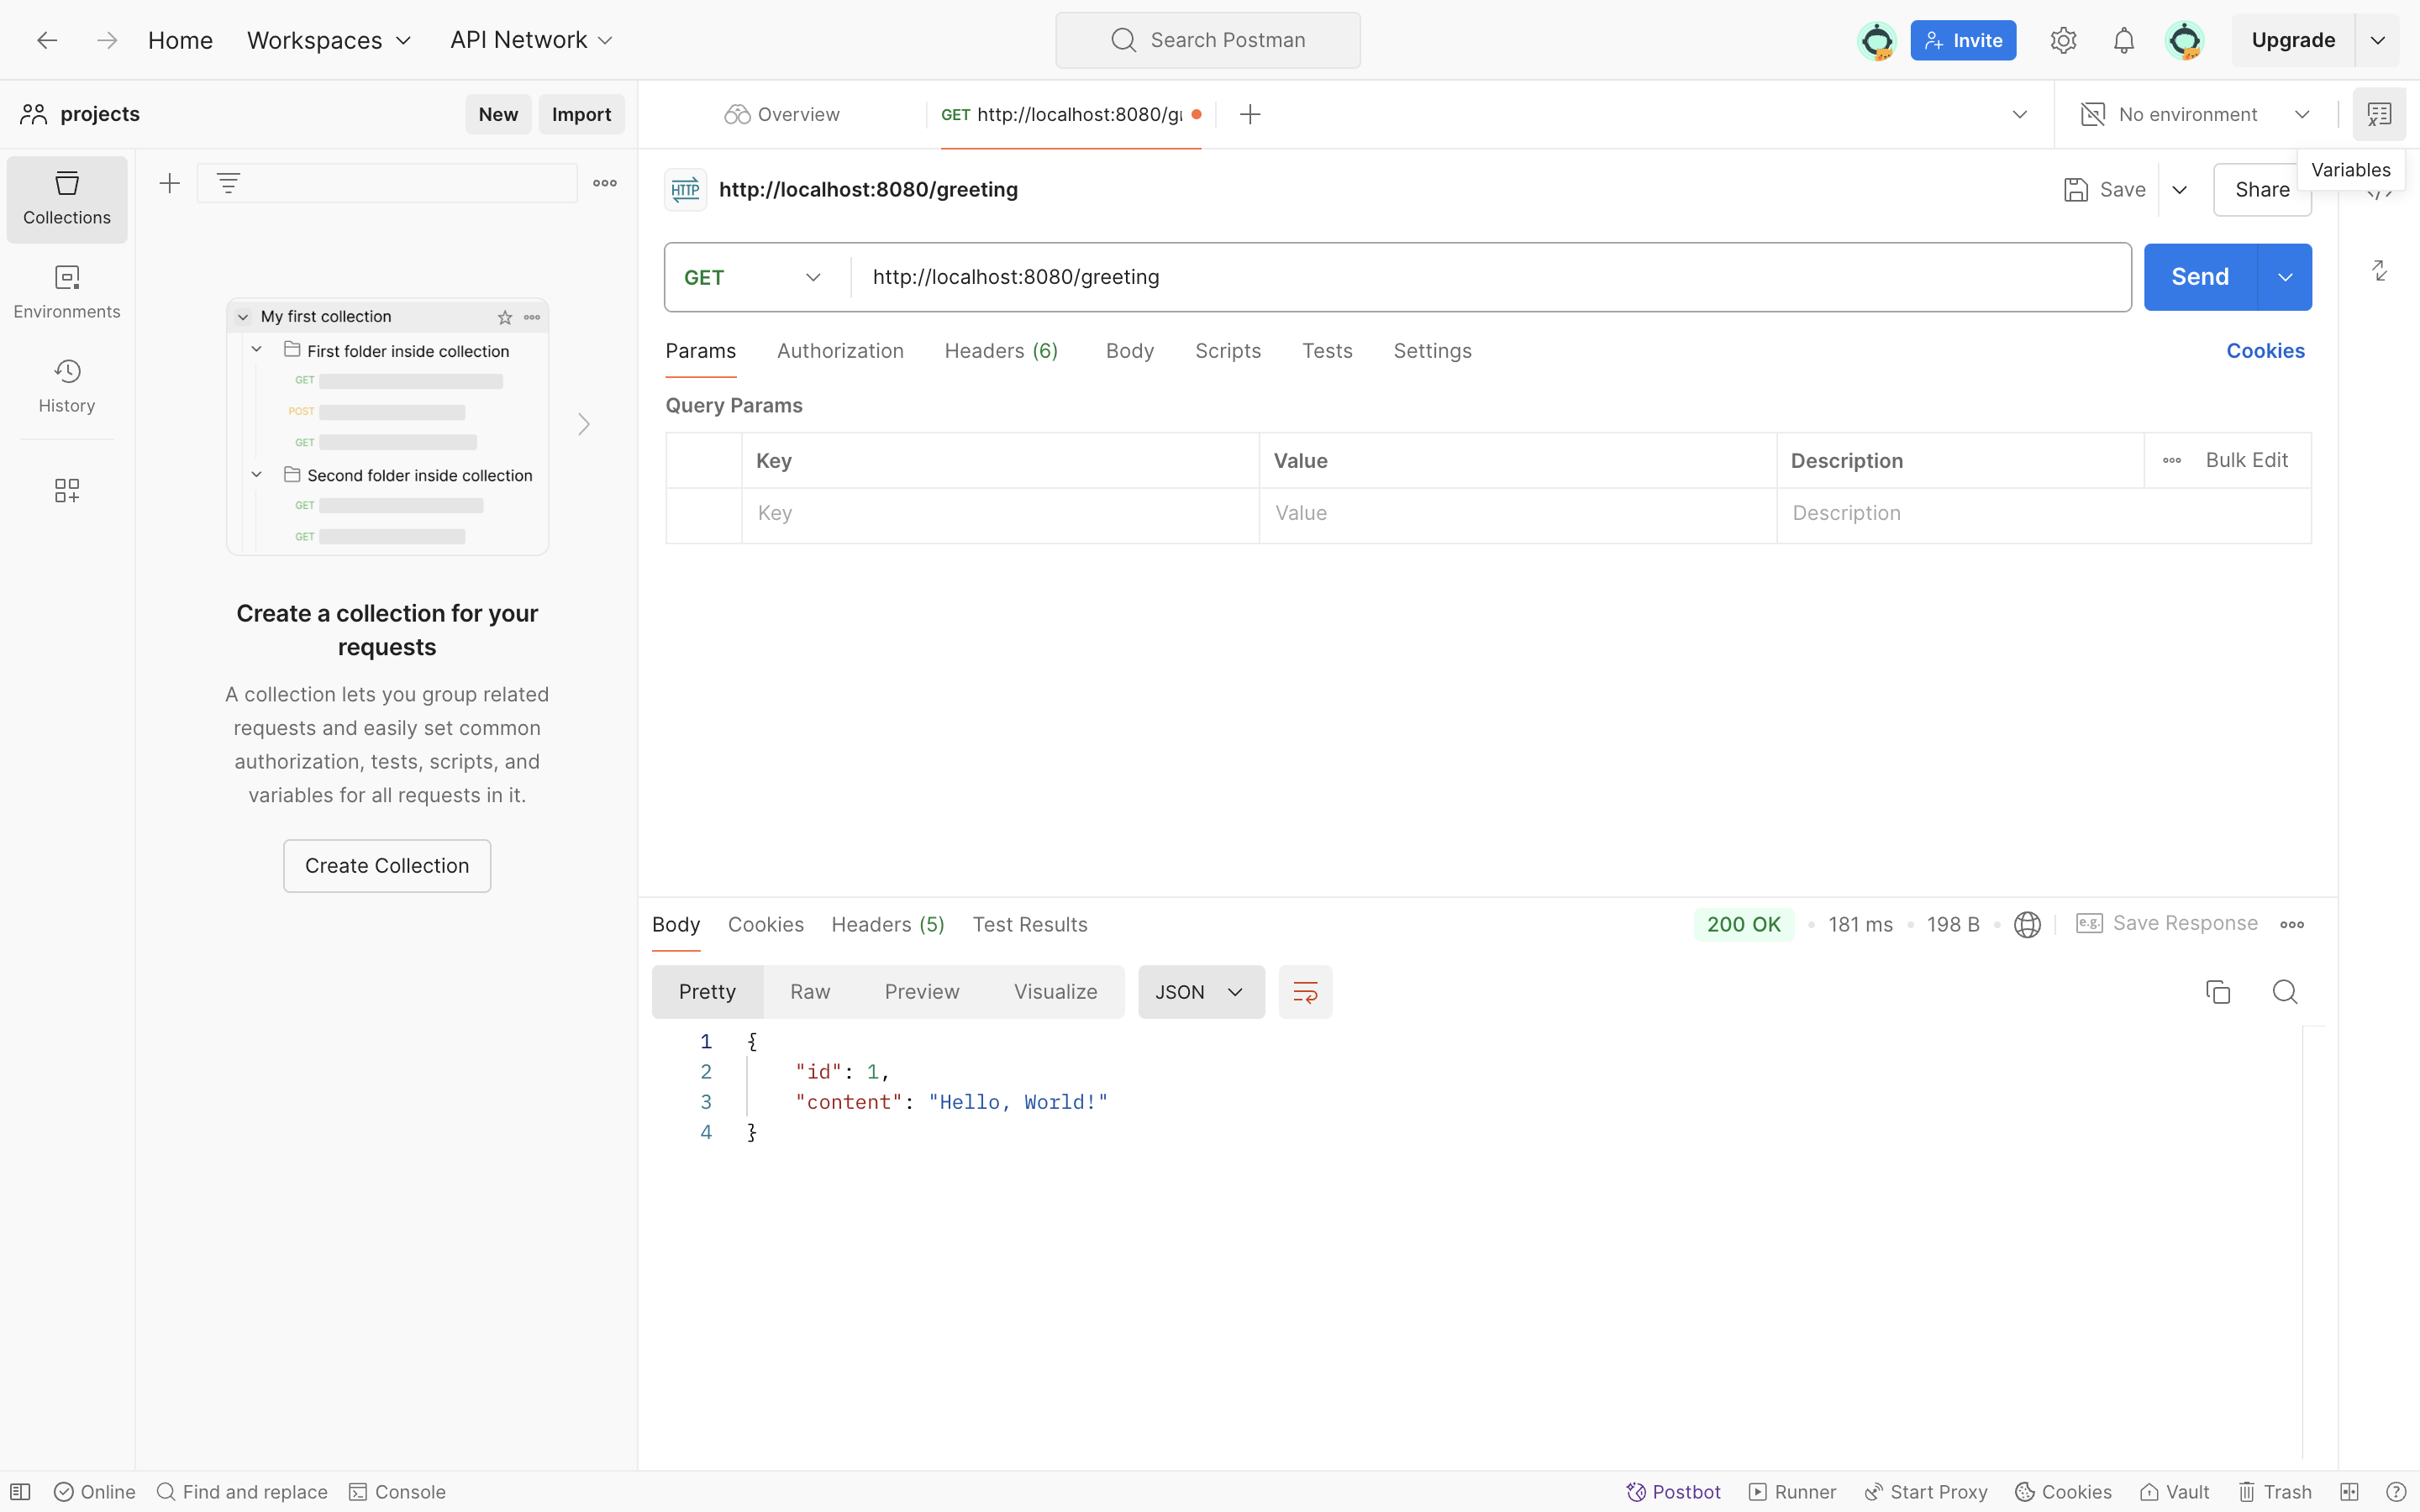 Home Workspaces API Network Search Postman Invite Upgrade
projects New Import Overview GET http://localhost:8080/g No environment
Variables
Collections
Environments
History
My first collection
First folder inside collection
GET
POST
GET
Second folder inside collection
GET
GET
Create a collection for your
requests
A collection lets you group related
requests and easily set common
authorization, tests, scripts, and
variables for all requests in it.
Create Collection
HTTP http://localhost:8080/greeting Save Share
GET http://localhost:8080/greeting Send
Params Authorization Headers (6) Body Scripts Tests Settings Cookies
Query Params
Key Value Description Bulk Edit
Key Value Description
Body Cookies Headers (5) Test Results 200 OK 181 ms 198 B e.g. Save Response
Pretty Raw Preview Visualize JSON
1 {
2 "id": 1,
3 "content": "Hello, World!"
4 }
Online Find and replace Console Postbot Runner Start Proxy Cookies Vault Trash